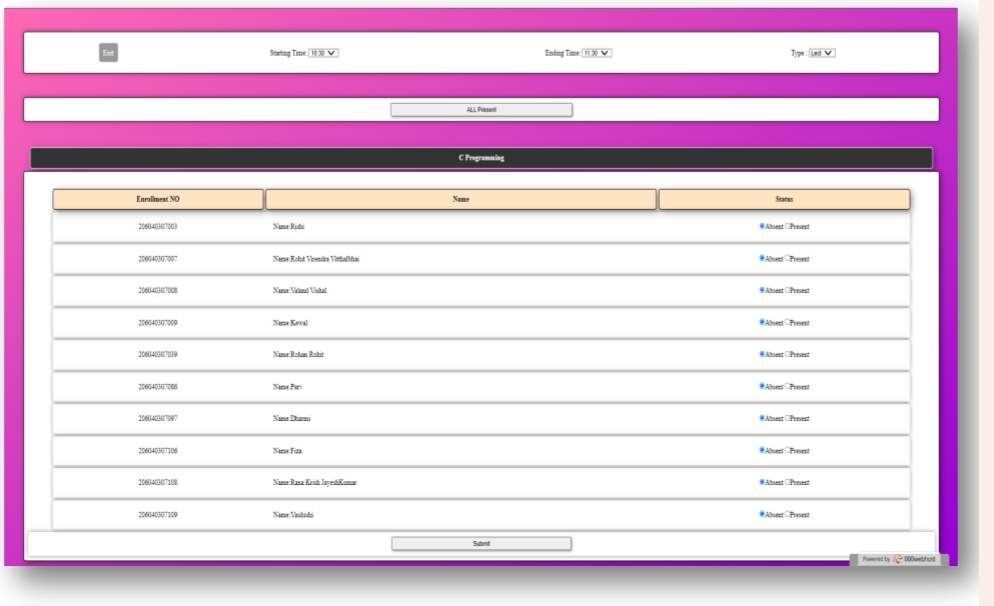 Exit Starting Time: 10:30 Ending Time: 11:30 Type : Lect
ALL Present
C Programming
Enrollment NO Name Status
206040307003 Name:Rishi Absent Present
206040307007 Name:Rohit Virendra Vitthalbhai Absent Present
206040307008 Name:Valand Vishal Absent Present
206040307009 Name:Kewal Absent Present
206040307039 Name:Rohan Rohit Absent Present
206040307086 Name:Parv Absent Present
206040307097 Name:Dharmi Absent Present
206040307106 Name:Fiza Absent Present
206040307108 Name:Rana Krish JayeshKumar Absent Present
206040307109 Name:Vaidushi Absent Present
Submit
Powered by 000webhost